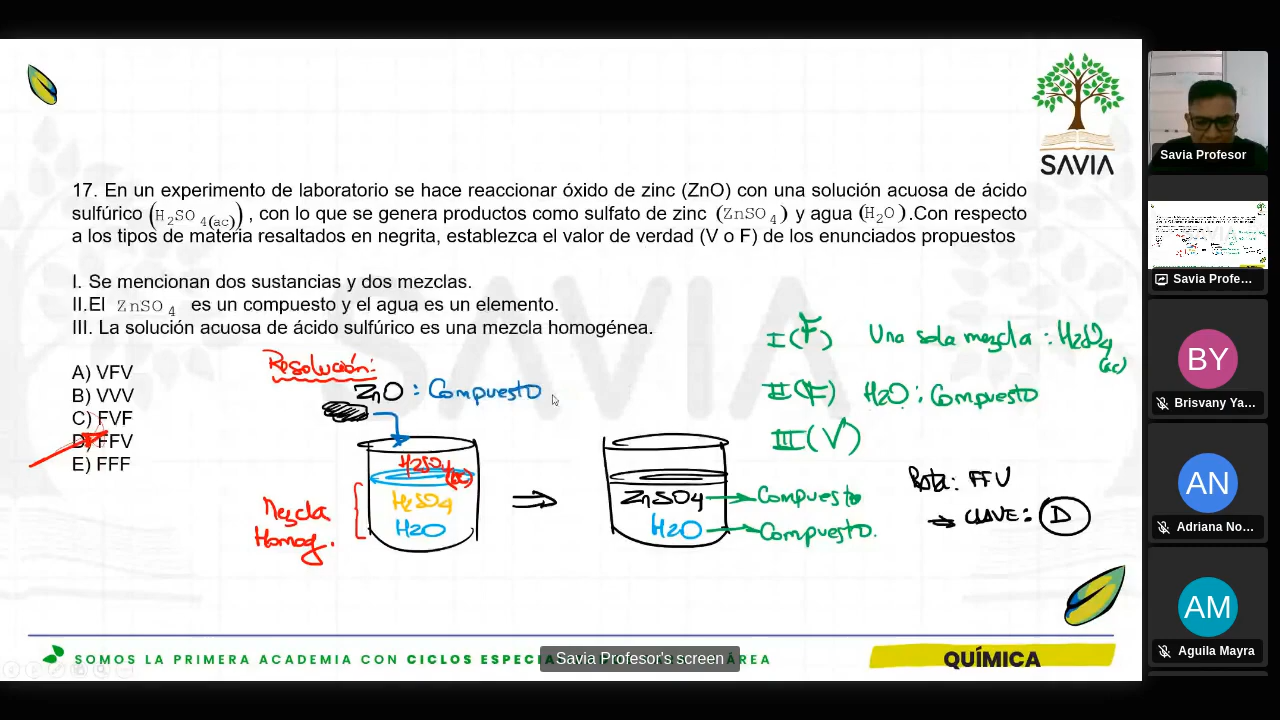 SAVIA
17. En un experimento de laboratorio se hace reaccionar óxido de zinc (ZnO) con una solución acuosa de ácido
sulfúrico (H₂SO₄(ac)) , con lo que se genera productos como sulfato de zinc (ZnSO₄) y agua (H₂O).Con respecto
a los tipos de materia resaltados en negrita, establezca el valor de verdad (V o F) de los enunciados propuestos
I. Se mencionan dos sustancias y dos mezclas.
II.El ZnSO₄ es un compuesto y el agua es un elemento.
III. La solución acuosa de ácido sulfúrico es una mezcla homogénea.
A) VFV
B) VVV
C) FVF
D) FFV
E) FFF
Resolución:
ZnO : Compuesto
H₂SO₄(ac)
H₂SO₄
H₂O
Mezcla
Homog.
⇒
ZnSO₄ → Compuesto
H₂O → Compuesto.
I (F) Una sola mezcla : H₂SO₄(ac)
II (F) H₂O : Compuesto
III (V)
Rpta: FFV
⇒ CLAVE: D
SOMOS LA PRIMERA ACADEMIA CON CICLOS ESPECI
ÁREA
QUÍMICA
Savia Profesor's screen
Savia Profesor
Savia Profe...
BY
Brisvany Ya...
AN
Adriana No...
AM
Aguila Mayra